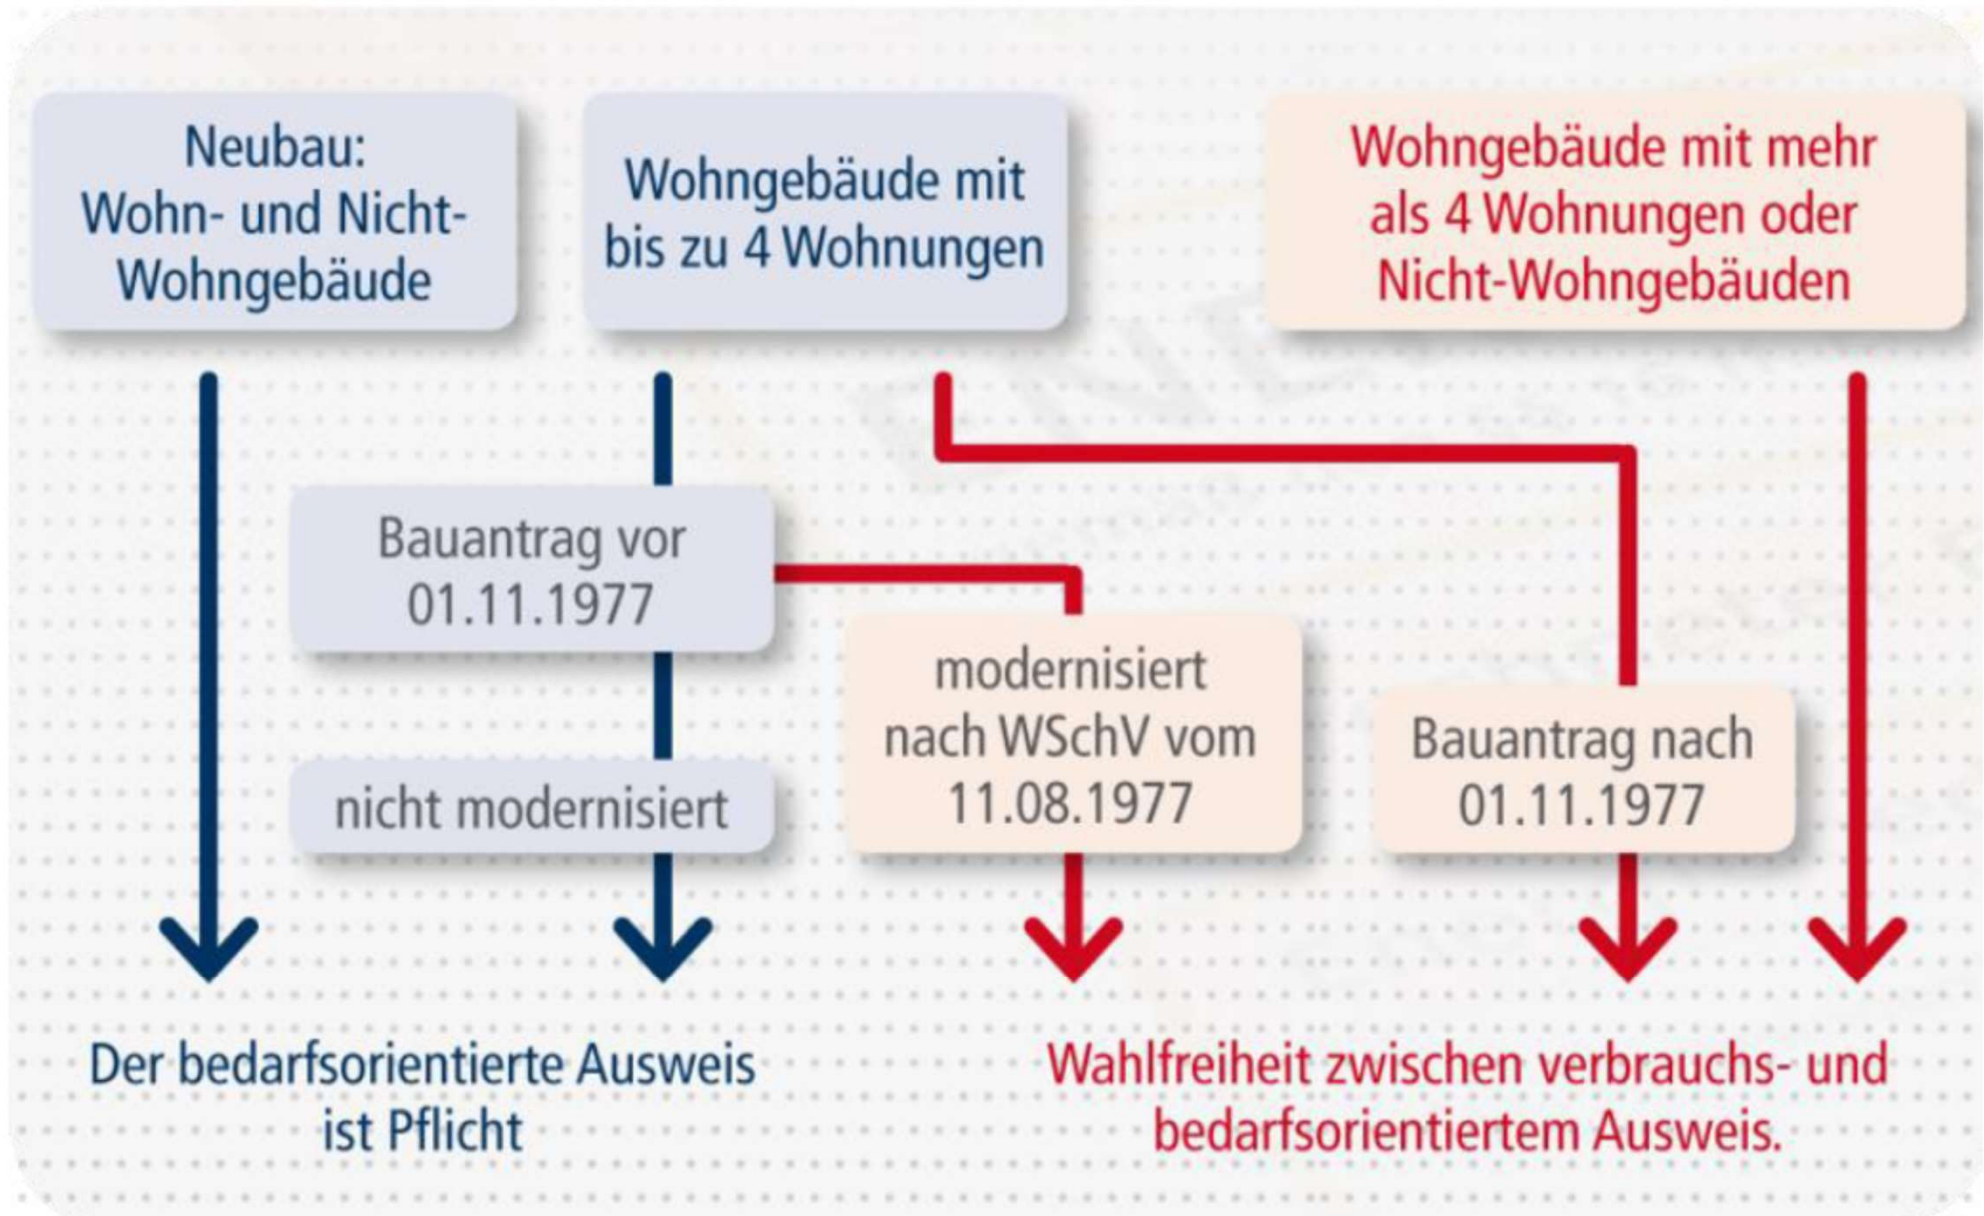 Neubau:
Wohn- und Nicht-
Wohngebäude
Wohngebäude mit
bis zu 4 Wohnungen
Wohngebäude mit mehr
als 4 Wohnungen oder
Nicht-Wohngebäuden
Bauantrag vor
01.11.1977
nicht modernisiert
modernisiert
nach WSchV vom
11.08.1977
Bauantrag nach
01.11.1977
Der bedarfsorientierte Ausweis
ist Pflicht
Wahlfreiheit zwischen verbrauchs- und
bedarfsorientiertem Ausweis.